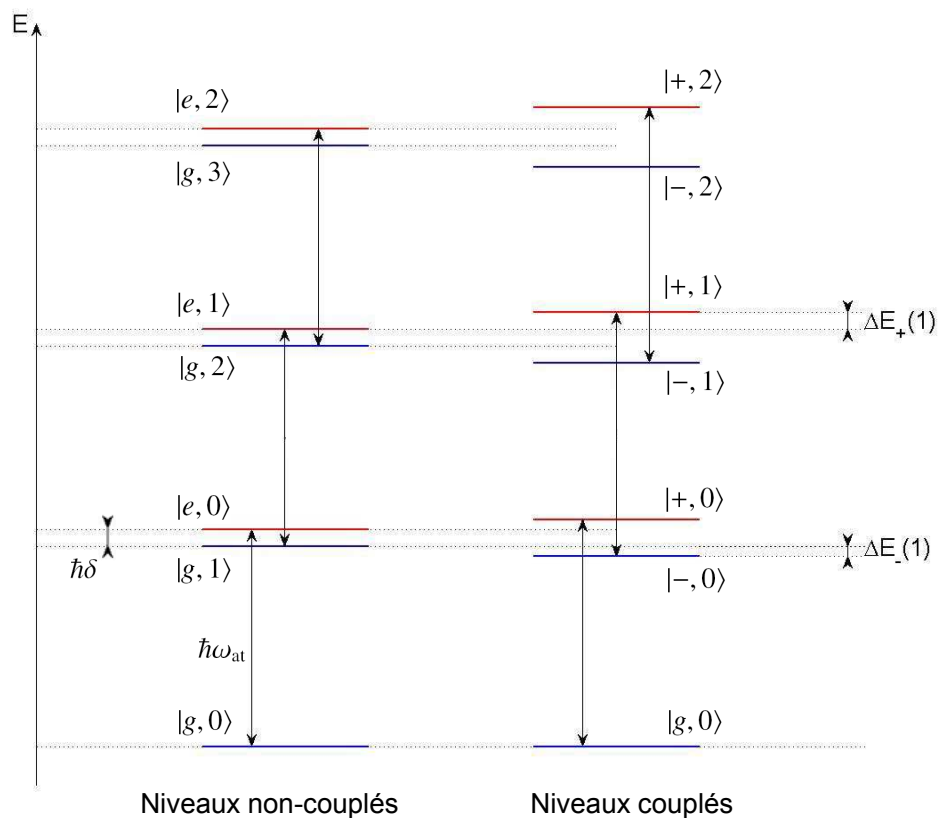 E
|+, 2⟩
|e, 2⟩
|g, 3⟩
|−, 2⟩
|e, 1⟩
|+, 1⟩
ΔE₊(1)
|g, 2⟩
|−, 1⟩
|e, 0⟩
|+, 0⟩
ħδ
|g, 1⟩
ΔE₋(1)
|−, 0⟩
ħω_at
|g, 0⟩
|g, 0⟩
Niveaux non-couplés
Niveaux couplés